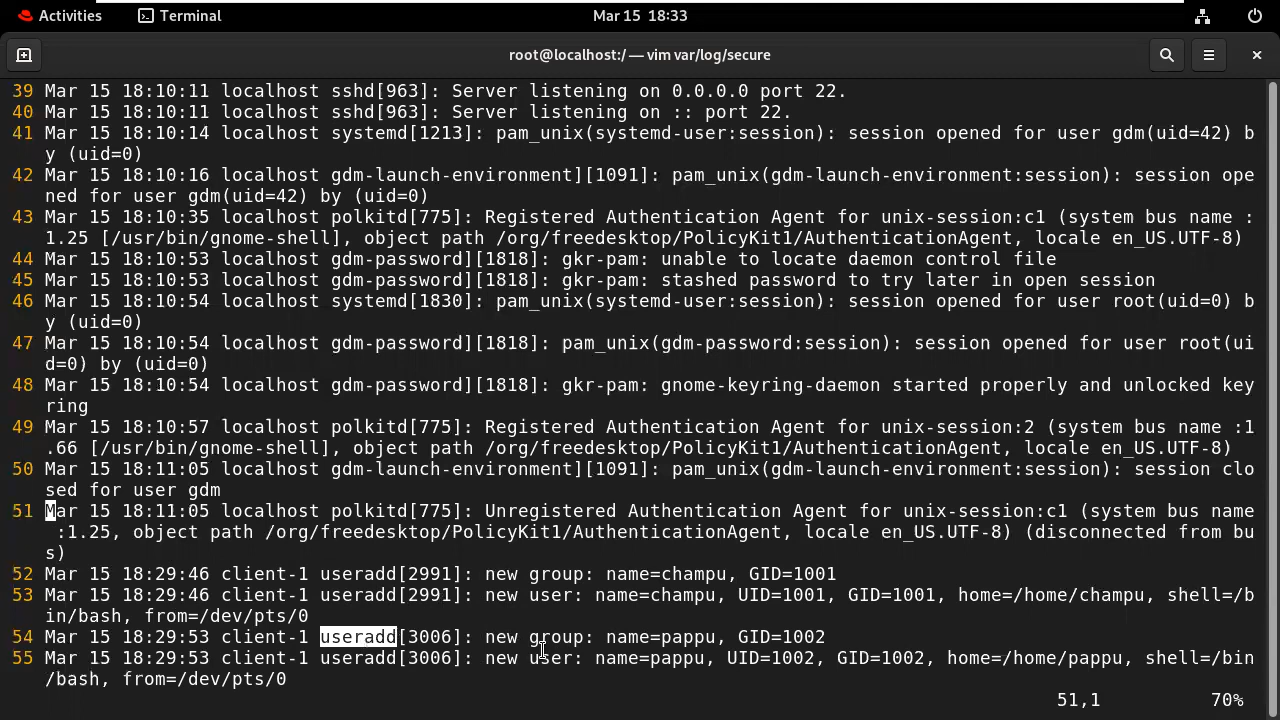 Activities Terminal Mar 15 18:33
root@localhost:/ — vim var/log/secure
39 Mar 15 18:10:11 localhost sshd[963]: Server listening on 0.0.0.0 port 22.
40 Mar 15 18:10:11 localhost sshd[963]: Server listening on :: port 22.
41 Mar 15 18:10:14 localhost systemd[1213]: pam_unix(systemd-user:session): session opened for user gdm(uid=42) b
y (uid=0)
42 Mar 15 18:10:16 localhost gdm-launch-environment][1091]: pam_unix(gdm-launch-environment:session): session ope
ned for user gdm(uid=42) by (uid=0)
43 Mar 15 18:10:35 localhost polkitd[775]: Registered Authentication Agent for unix-session:c1 (system bus name :
1.25 [/usr/bin/gnome-shell], object path /org/freedesktop/PolicyKit1/AuthenticationAgent, locale en_US.UTF-8)
44 Mar 15 18:10:53 localhost gdm-password][1818]: gkr-pam: unable to locate daemon control file
45 Mar 15 18:10:53 localhost gdm-password][1818]: gkr-pam: stashed password to try later in open session
46 Mar 15 18:10:54 localhost systemd[1830]: pam_unix(systemd-user:session): session opened for user root(uid=0) b
y (uid=0)
47 Mar 15 18:10:54 localhost gdm-password][1818]: pam_unix(gdm-password:session): session opened for user root(ui
d=0) by (uid=0)
48 Mar 15 18:10:54 localhost gdm-password][1818]: gkr-pam: gnome-keyring-daemon started properly and unlocked key
ring
49 Mar 15 18:10:57 localhost polkitd[775]: Registered Authentication Agent for unix-session:2 (system bus name :1
.66 [/usr/bin/gnome-shell], object path /org/freedesktop/PolicyKit1/AuthenticationAgent, locale en_US.UTF-8)
50 Mar 15 18:11:05 localhost gdm-launch-environment][1091]: pam_unix(gdm-launch-environment:session): session clo
sed for user gdm
51 Mar 15 18:11:05 localhost polkitd[775]: Unregistered Authentication Agent for unix-session:c1 (system bus name
:1.25, object path /org/freedesktop/PolicyKit1/AuthenticationAgent, locale en_US.UTF-8) (disconnected from bu
s)
52 Mar 15 18:29:46 client-1 useradd[2991]: new group: name=champu, GID=1001
53 Mar 15 18:29:46 client-1 useradd[2991]: new user: name=champu, UID=1001, GID=1001, home=/home/champu, shell=/b
in/bash, from=/dev/pts/0
54 Mar 15 18:29:53 client-1 useradd[3006]: new group: name=pappu, GID=1002
55 Mar 15 18:29:53 client-1 useradd[3006]: new user: name=pappu, UID=1002, GID=1002, home=/home/pappu, shell=/bin
/bash, from=/dev/pts/0
51,1 70%